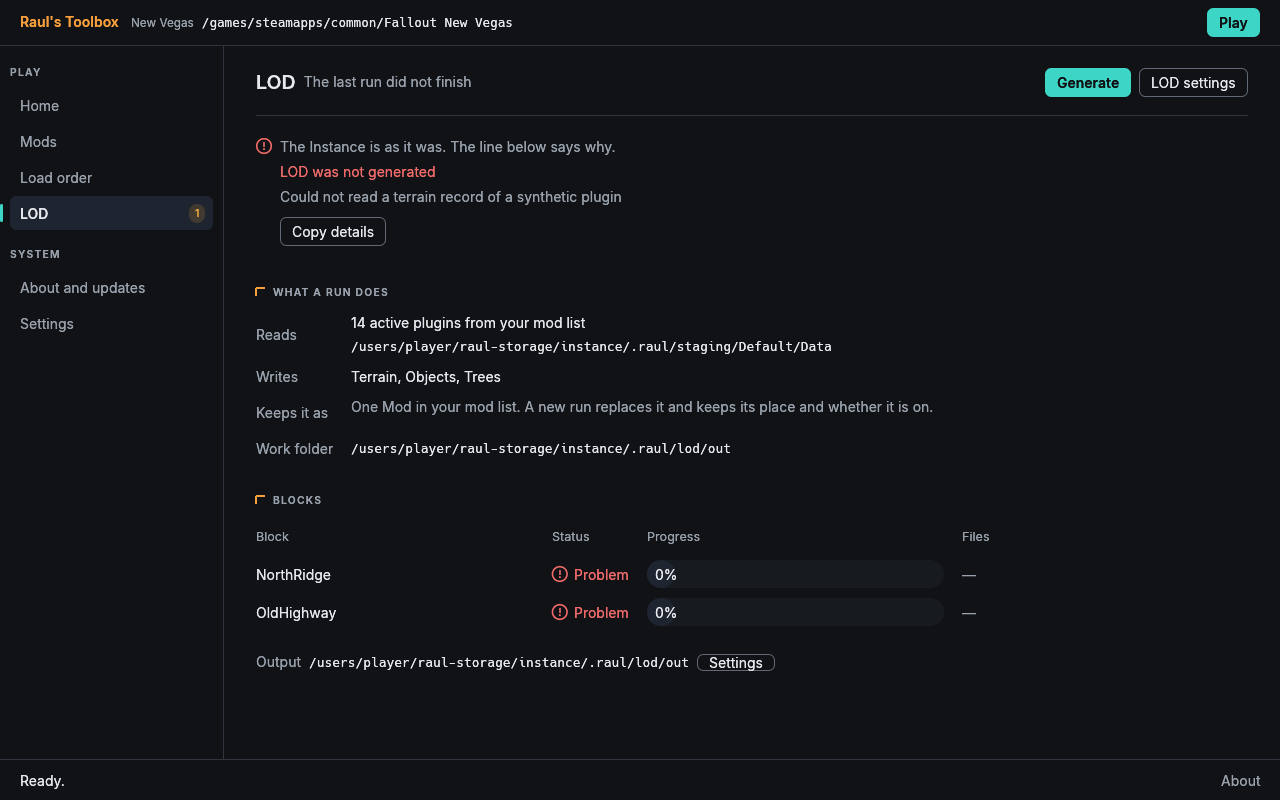 Raul's Toolbox New Vegas /games/steamapps/common/Fallout New Vegas Play
PLAY
Home
Mods
Load order
LOD 1
SYSTEM
About and updates
Settings
LOD The last run did not finish Generate LOD settings
The Instance is as it was. The line below says why.
LOD was not generated
Could not read a terrain record of a synthetic plugin
Copy details
WHAT A RUN DOES
Reads 14 active plugins from your mod list
/users/player/raul-storage/instance/.raul/staging/Default/Data
Writes Terrain, Objects, Trees
Keeps it as One Mod in your mod list. A new run replaces it and keeps its place and whether it is on.
Work folder /users/player/raul-storage/instance/.raul/lod/out
BLOCKS
Block Status Progress Files
NorthRidge Problem 0% —
OldHighway Problem 0% —
Output /users/player/raul-storage/instance/.raul/lod/out Settings
Ready. About